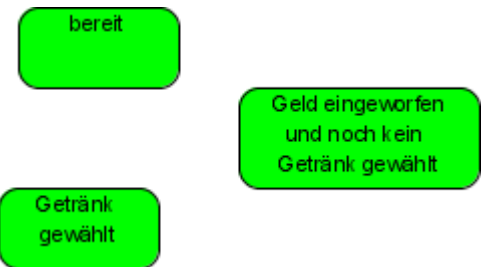 bereit
Geld eingeworfen
und noch kein
Getränk gewählt
Getränk
gewählt